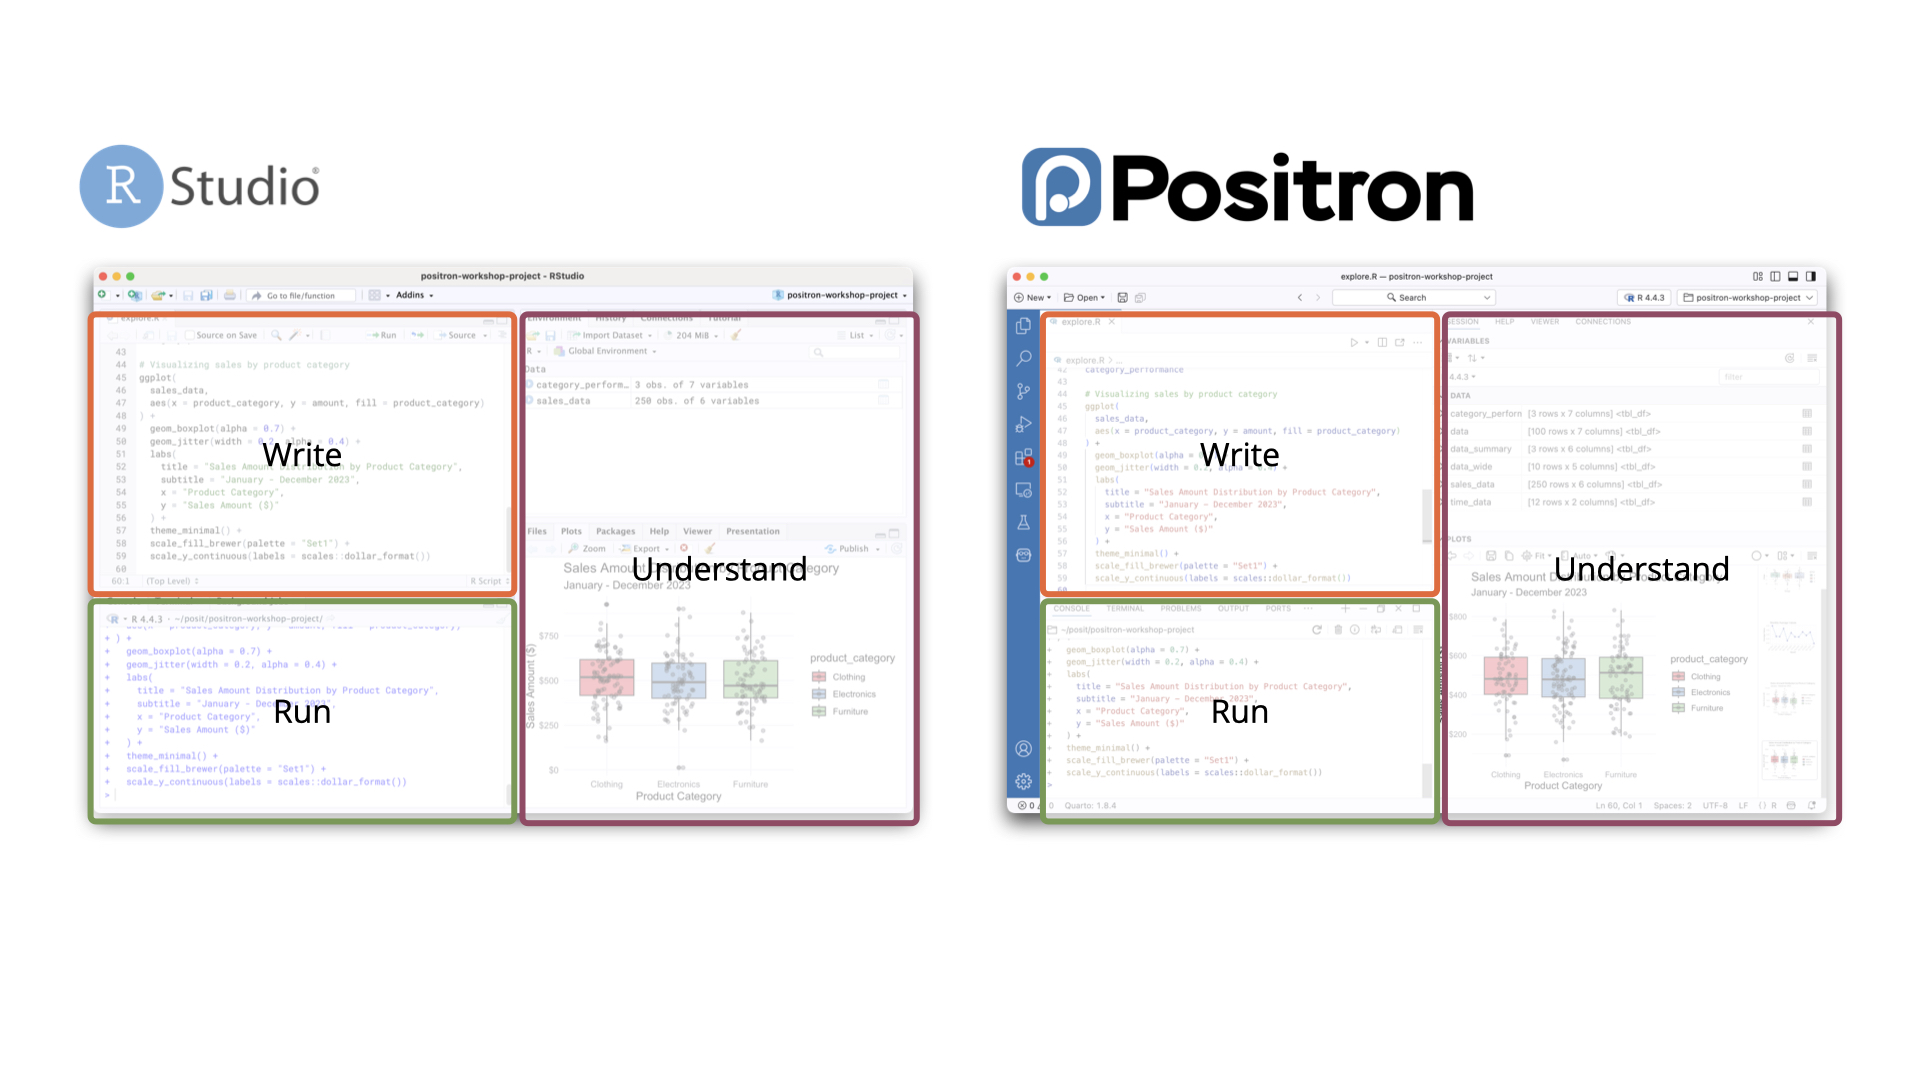 R Studio®
Positron
positron-workshop-project - RStudio
Go to file/function
Addins
positron-workshop-project
explore.R
Source on Save
Run
Source
43
44 # Visualizing sales by product category
45 ggplot(
46 sales_data,
47 aes(x = product_category, y = amount, fill = product_category)
48 ) +
49 geom_boxplot(alpha = 0.7) +
50 geom_jitter(width = 0.2, alpha = 0.4) +
51 labs(
52 title = "Sales Amount Distribution by Product Category",
53 subtitle = "January - December 2023",
54 x = "Product Category",
55 y = "Sales Amount ($)"
56 ) +
57 theme_minimal() +
58 scale_fill_brewer(palette = "Set1") +
59 scale_y_continuous(labels = scales::dollar_format())
60
60:1 (Top Level) R Script
Write
R 4.4.3 · ~/posit/positron-workshop-project/
+ ) +
+ geom_boxplot(alpha = 0.7) +
+ geom_jitter(width = 0.2, alpha = 0.4) +
+ labs(
+ title = "Sales Amount Distribution by Product Category",
+ subtitle = "January - December 2023",
+ x = "Product Category",
+ y = "Sales Amount ($)"
+ ) +
+ theme_minimal() +
+ scale_fill_brewer(palette = "Set1") +
+ scale_y_continuous(labels = scales::dollar_format())
>
Run
Environment History Connections Tutorial
Import Dataset 204 MiB List
R Global Environment
Data
category_perform… 3 obs. of 7 variables
sales_data 250 obs. of 6 variables
Files Plots Packages Help Viewer Presentation
Zoom Export Publish
Understand
Sales Amount Distribution by Product Category
January - December 2023
Sales Amount ($)
$750
$500
$250
$0
Clothing Electronics Furniture
Product Category
product_category
Clothing
Electronics
Furniture
explore.R — positron-workshop-project
New Open Search R 4.4.3 positron-workshop-project
explore.R
explore.R > ...
42 category_performance
43
44 # Visualizing sales by product category
45 ggplot(
46 sales_data,
47 aes(x = product_category, y = amount, fill = product_category)
48 ) +
49 geom_boxplot(alpha = 0.7) +
50 geom_jitter(width = 0.2, alpha = 0.4) +
51 labs(
52 title = "Sales Amount Distribution by Product Category",
53 subtitle = "January - December 2023",
54 x = "Product Category",
55 y = "Sales Amount ($)"
56 ) +
57 theme_minimal() +
58 scale_fill_brewer(palette = "Set1") +
59 scale_y_continuous(labels = scales::dollar_format())
60
Write
1
CONSOLE TERMINAL PROBLEMS OUTPUT PORTS ...
~/posit/positron-workshop-project
+ geom_boxplot(alpha = 0.7) +
+ geom_jitter(width = 0.2, alpha = 0.4) +
+ labs(
+ title = "Sales Amount Distribution by Product Category",
+ subtitle = "January - December 2023",
+ x = "Product Category",
+ y = "Sales Amount ($)"
+ ) +
+ theme_minimal() +
+ scale_fill_brewer(palette = "Set1") +
+ scale_y_continuous(labels = scales::dollar_format())
>
Run
SESSION HELP VIEWER CONNECTIONS
VARIABLES
4.4.3
filter
DATA
category_perform [3 rows x 7 columns] <tbl_df>
data [100 rows x 7 columns] <tbl_df>
data_summary [3 rows x 6 columns] <tbl_df>
data_wide [10 rows x 5 columns] <tbl_df>
sales_data [250 rows x 6 columns] <tbl_df>
time_data [12 rows x 2 columns] <tbl_df>
PLOTS
Fit Auto
Understand
Sales Amount Distribution by Product Category
January - December 2023
$800
$600
$400
$200
Clothing Electronics Furniture
Product Category
product_category
Clothing
Electronics
Furniture
0 0 Quarto: 1.8.4 Ln 60, Col 1 Spaces: 2 UTF-8 LF {} R